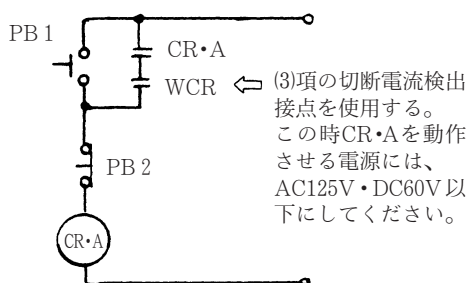 PB 1
CR・A
WCR ⇦ (3)項の切断電流検出
接点を使用する。
この時CR・Aを動作
させる電源には、
AC125V・DC60V以
下にしてください。
PB 2
CR・A